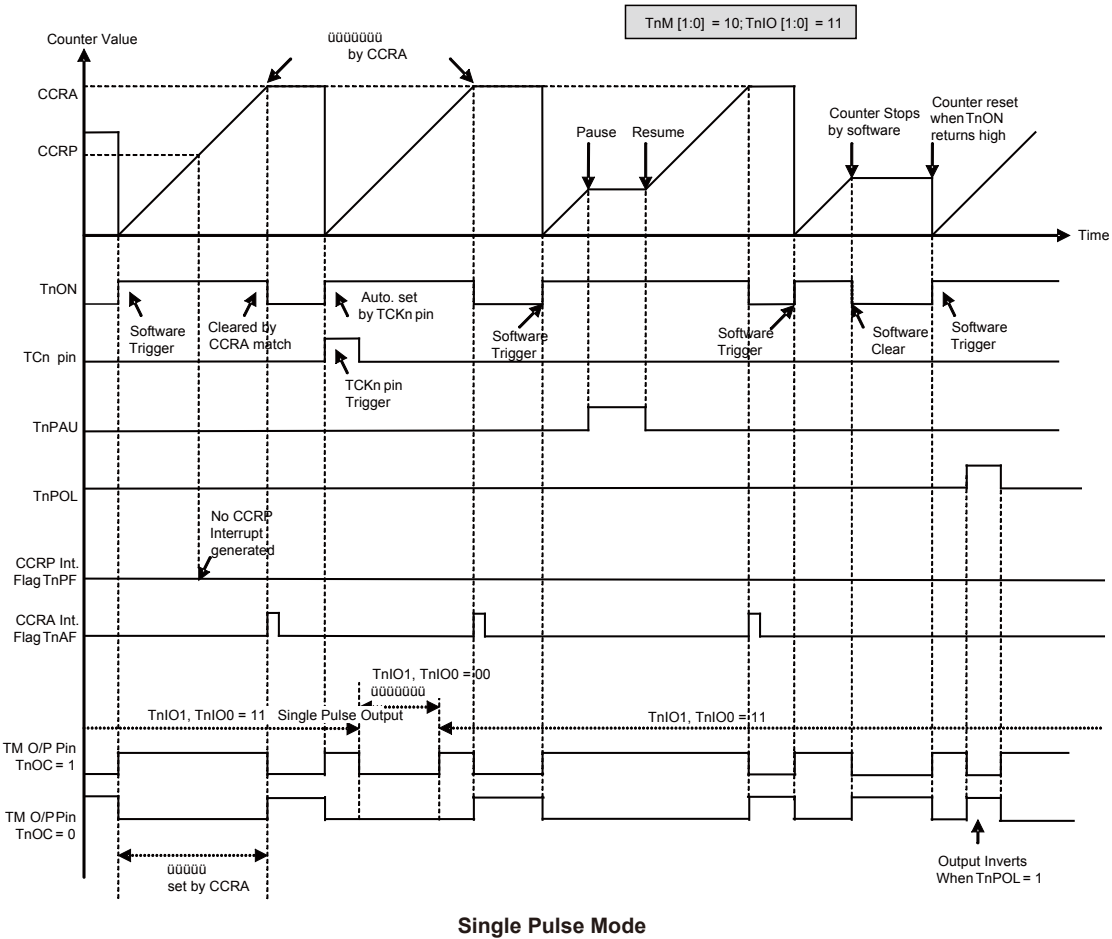 TnM [1:0] = 10; TnIO [1:0] = 11
Counter Value
üüüüüüü
by CCRA
CCRA
CCRP
Pause
Resume
Counter Stops
by software
Counter reset
when TnON
returns high
Time
TnON
Software
Trigger
Cleared by
CCRA match
Auto. set
by TCKn pin
Software
Trigger
Software
Trigger
Software
Clear
Software
Trigger
TCn pin
TCKn pin
Trigger
TnPAU
TnPOL
No CCRP
Interrupt
generated
CCRP Int.
Flag TnPF
CCRA Int.
Flag TnAF
TnIO1, TnIO0 = 00
üüüüüüü
TnIO1, TnIO0 = 11 Single Pulse Output
TnIO1, TnIO0 = 11
TM O/P Pin
TnOC = 1
TM O/P Pin
TnOC = 0
üüüüü
set by CCRA
Output Inverts
When TnPOL = 1
Single Pulse Mode